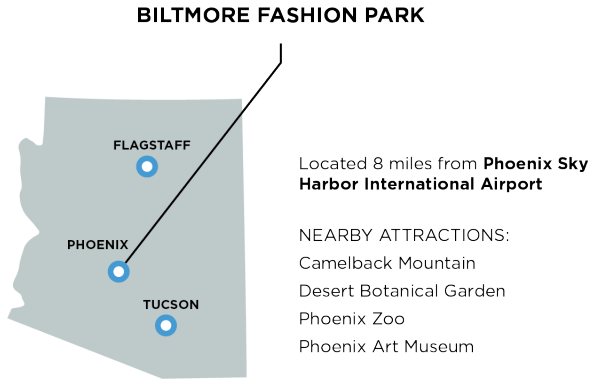 BILTMORE FASHION PARK
FLAGSTAFF
PHOENIX
TUCSON
Located 8 miles from Phoenix Sky
Harbor International Airport
NEARBY ATTRACTIONS:
Camelback Mountain
Desert Botanical Garden
Phoenix Zoo
Phoenix Art Museum